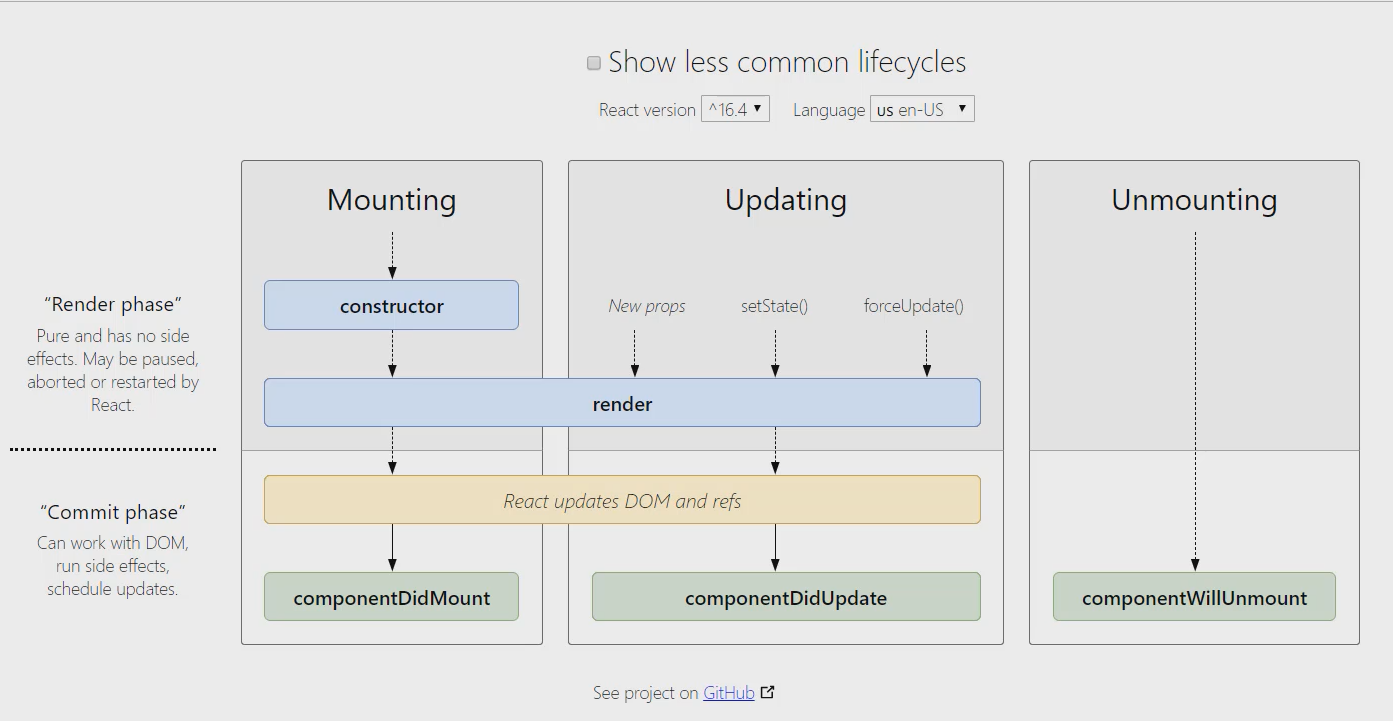 Show less common lifecycles
React version ^16.4 Language us en-US
Mounting
Updating
Unmounting
“Render phase”
Pure and has no side
effects. May be paused,
aborted or restarted by
React.
constructor
New props
setState()
forceUpdate()
render
“Commit phase”
Can work with DOM,
run side effects,
schedule updates.
React updates DOM and refs
componentDidMount
componentDidUpdate
componentWillUnmount
See project on GitHub